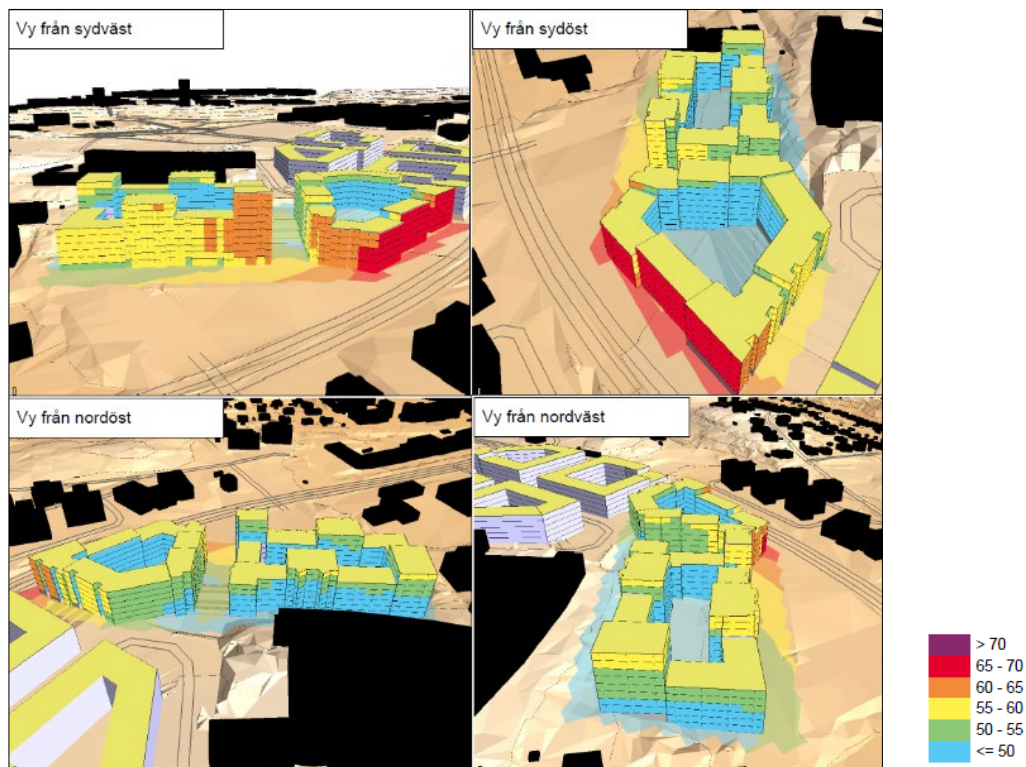 Vy från sydväst
Vy från sydöst
Vy från nordöst
Vy från nordväst
> 70
65 - 70
60 - 65
55 - 60
50 - 55
<= 50